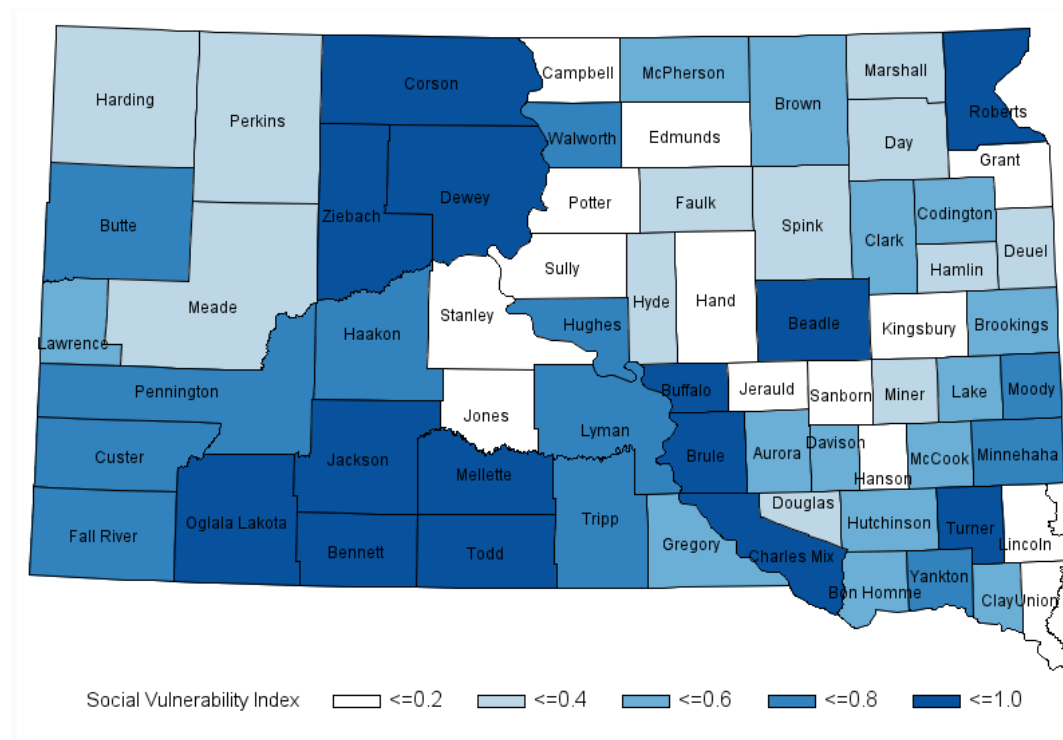 Campbell
McPherson
Marshall
Corson
Harding
Brown
Perkins
Roberts
Walworth
Edmunds
Day
Grant
Dewey
Potter
Faulk
Ziebach
Codington
Butte
Spink
Clark
Deuel
Sully
Hamlin
Meade
Hyde
Hand
Stanley
Hughes
Beadle
Kingsbury
Brookings
Haakon
Lawrence
Pennington
Buffalo
Jerauld
Sanborn
Miner
Lake
Moody
Jones
Lyman
Davison
Custer
Jackson
Brule
Aurora
McCook
Minnehaha
Mellette
Hanson
Douglas
Oglala Lakota
Tripp
Hutchinson
Turner
Fall River
Gregory
Lincoln
Bennett
Todd
Charles Mix
Yankton
Bon Homme
Clay
Union
Social Vulnerability Index <=0.2 <=0.4 <=0.6 <=0.8 <=1.0